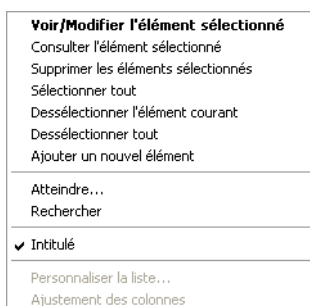 Voir/Modifier l'élément sélectionné
Consulter l'élément sélectionné
Supprimer les éléments sélectionnés
Sélectionner tout
Dessélectionner l'élément courant
Dessélectionner tout
Ajouter un nouvel élément
Atteindre...
Rechercher
Intitulé
Personnaliser la liste...
Ajustement des colonnes